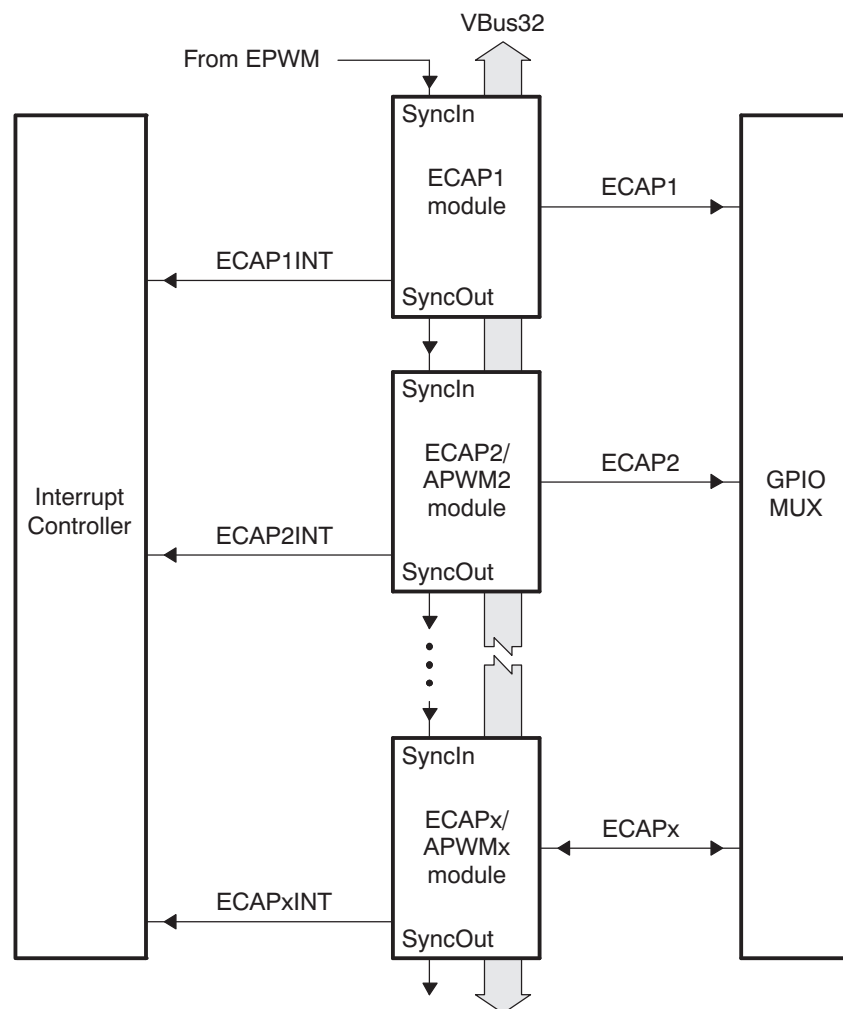 VBus32
From EPWM
SyncIn
ECAP1
module
ECAP1
ECAP1INT
SyncOut
SyncIn
ECAP2/
APWM2
module
ECAP2
Interrupt
Controller
GPIO
MUX
ECAP2INT
SyncOut
SyncIn
ECAPx/
APWMx
module
ECAPx
ECAPxINT
SyncOut